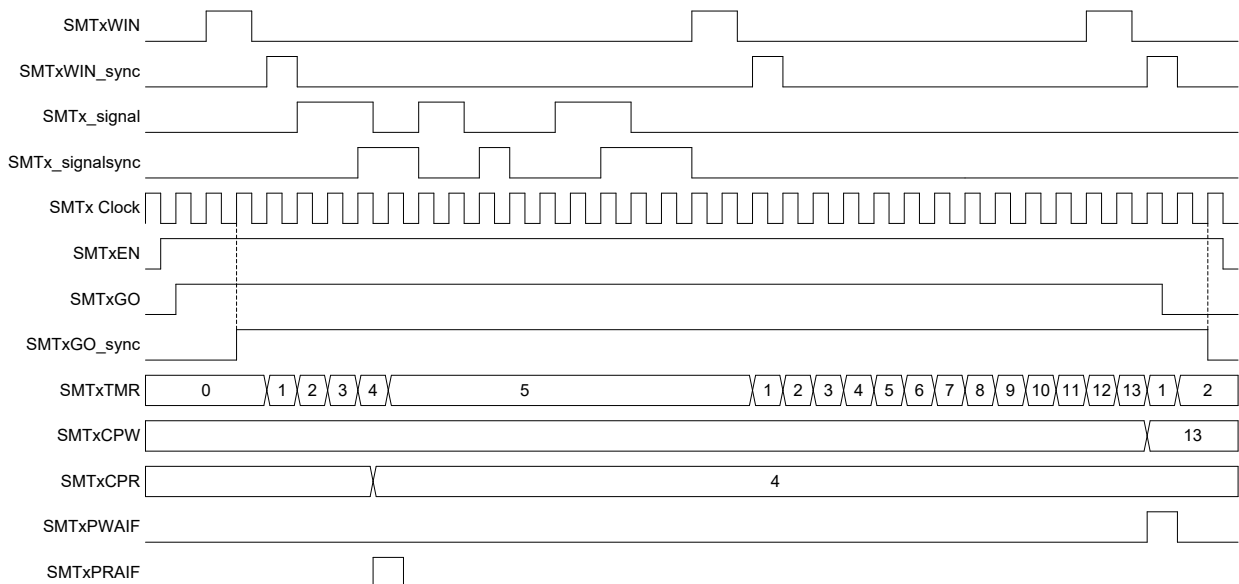 SMTxWIN
SMTxWIN_sync
SMTx_signal
SMTx_signalsync
SMTx Clock
SMTxEN
SMTxGO
SMTxGO_sync
SMTxTMR 0 1 2 3 4 5 1 2 3 4 5 6 7 8 9 10 11 12 13 1 2
SMTxCPW 13
SMTxCPR 4
SMTxPWAIF
SMTxPRAIF